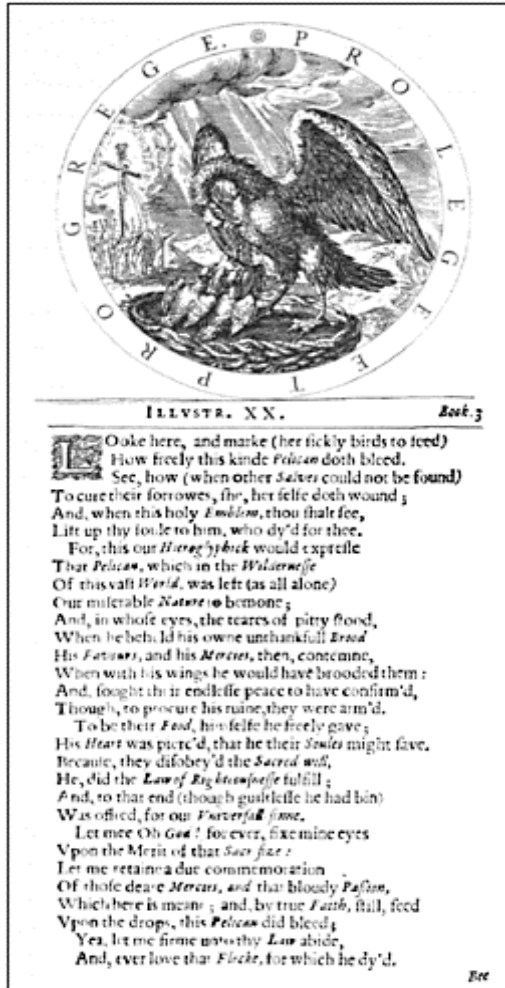 PRO LEGE ET PRO GREGE.
ILLVSTR. XX. Book. 3
LOoke here, and marke (her sickly birds to feed)
How freely this kinde Pelican doth bleed.
See, how (when other Salves could not be found)
To cure their sorrowes, she, her selfe doth wound;
And, when this holy Emblem, thou shalt see,
Lift up thy soule to him, who dy'd for thee.
For, this our Hieroglyphick would expresse
That Pelican, which in the Wildernesse
Of this vast World, was left (as all alone)
Our miserable Nature to bemone;
And, in whose eyes, the teares of pitty stood,
When he beheld his owne unthankfull Brood
His Favours, and his Mercies, then, contemne,
When with his wings he would have brooded them:
And, sought their endlesse peace to have confirm'd,
Though, to procure his ruine, they were arm'd.
To be their Food, himselfe he freely gave;
His Heart was pierc'd, that he their Soules might save.
Because, they disobey'd the Sacred will,
He, did the Law of Righteousnesse fulfill;
And, to that end (though guiltlesse he had bin)
Was offred, for our Vniversall sinne.
Let mee Oh God! for ever, fixe mine eyes
Vpon the Merit of that Sacrifize:
Let me retaine a due commemoration
Of those deare Mercies, and that bloody Passion,
Which here is meant; and, by true Faith, still, feed
Vpon the drops, this Pelican did bleed;
Yea, let me firme unto thy Law abide,
And, ever love that Flocke, for which he dy'd.
Bee